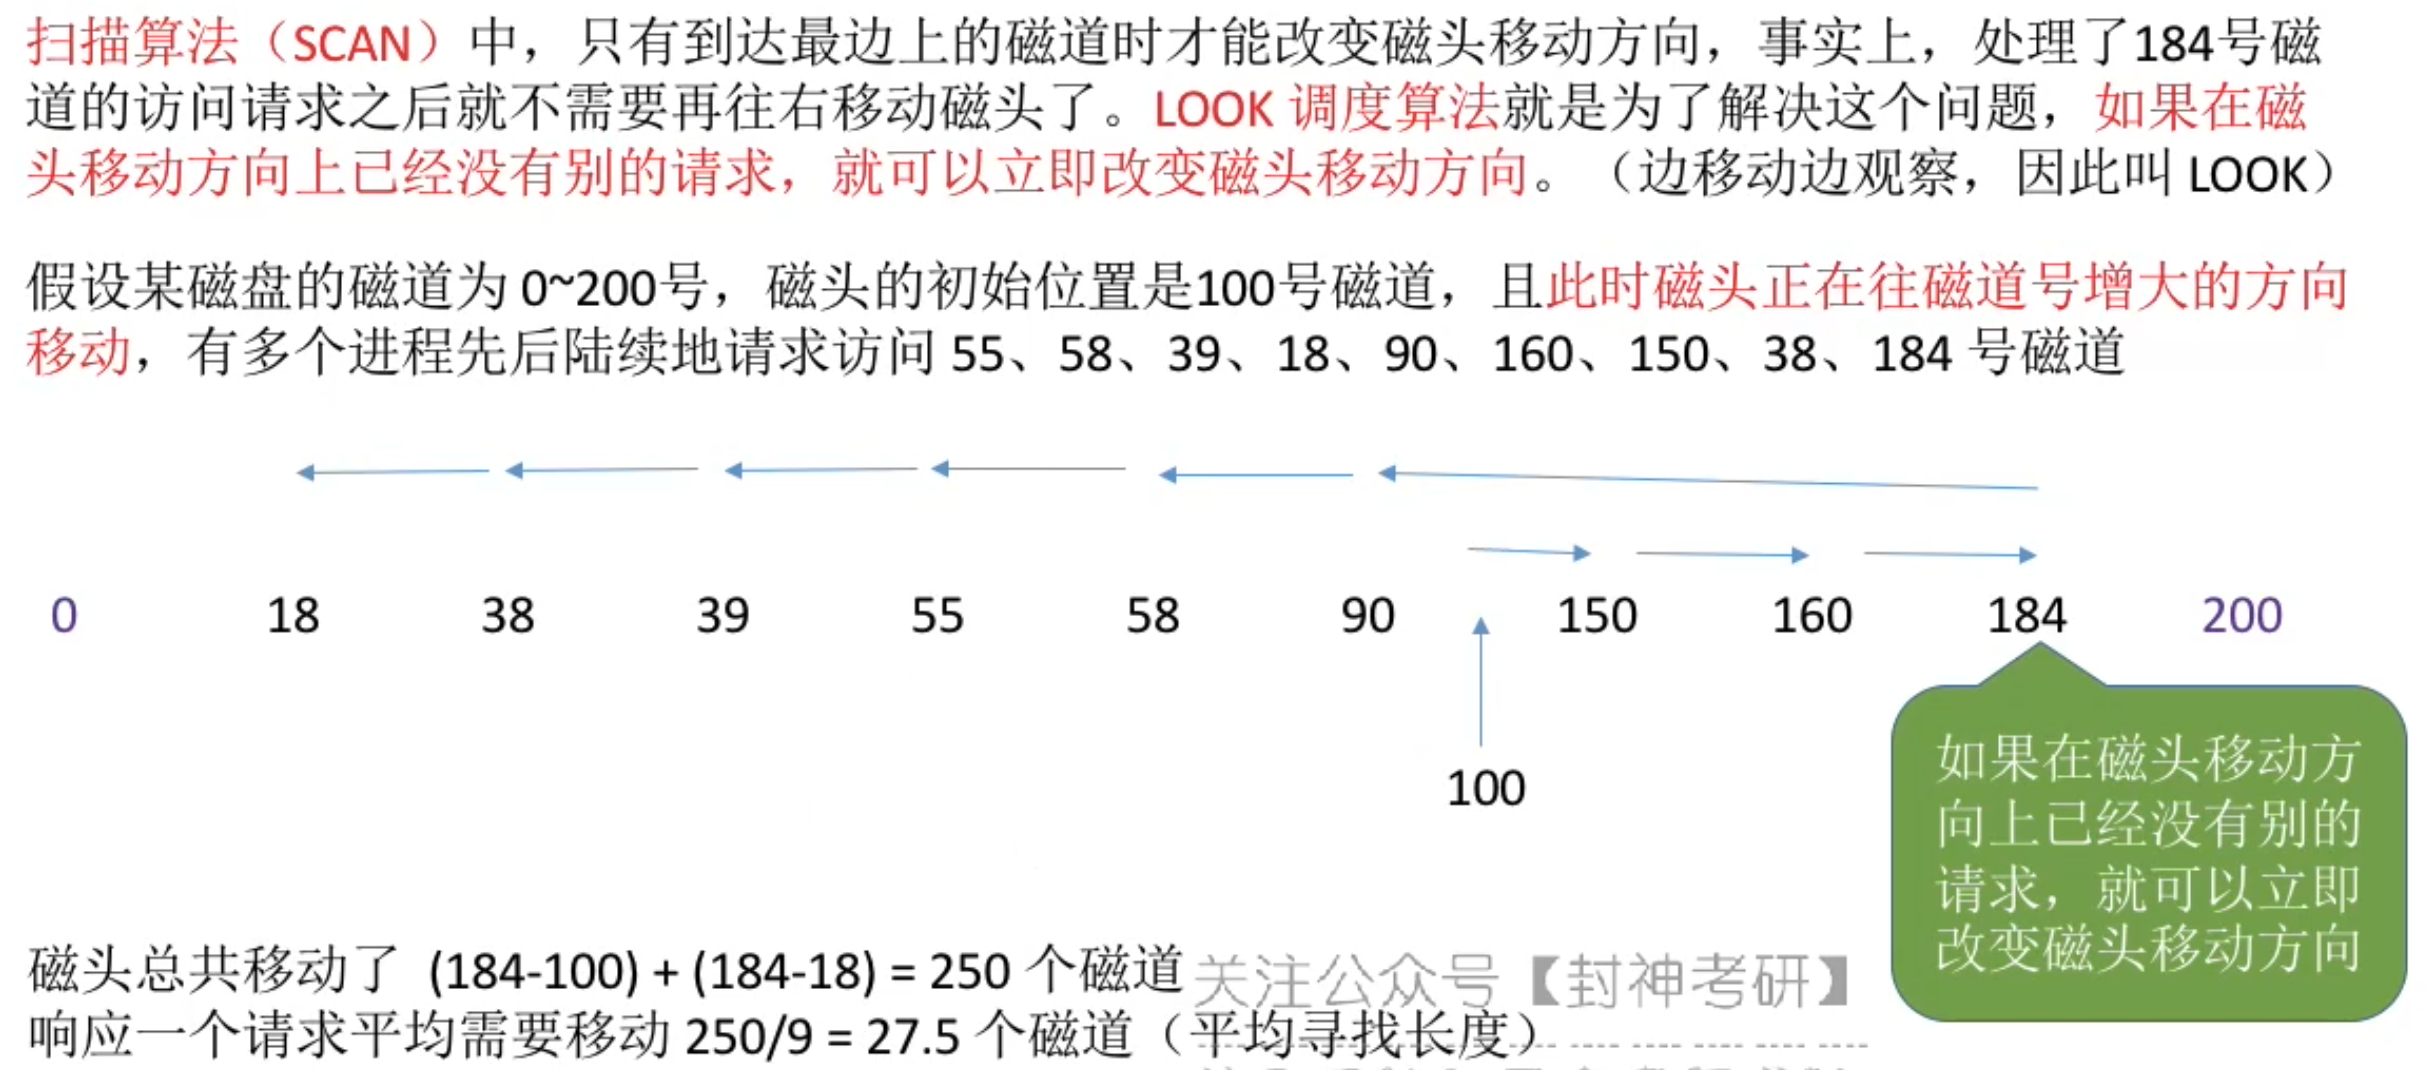 扫描算法（SCAN）中，只有到达最边上的磁道时才能改变磁头移动方向，事实上，处理了184号磁
道的访问请求之后就不需要再往右移动磁头了。LOOK 调度算法就是为了解决这个问题，如果在磁
头移动方向上已经没有别的请求，就可以立即改变磁头移动方向。（边移动边观察，因此叫 LOOK）
假设某磁盘的磁道为 0~200号，磁头的初始位置是100号磁道，且此时磁头正在往磁道号增大的方向
移动，有多个进程先后陆续地请求访问 55、58、39、18、90、160、150、38、184 号磁道
0 18 38 39 55 58 90 150 160 184 200
100
如果在磁头移动方
向上已经没有别的
请求，就可以立即
改变磁头移动方向
磁头总共移动了 (184-100) + (184-18) = 250 个磁道
关注公众号【封神考研】
响应一个请求平均需要移动 250/9 = 27.5 个磁道（平均寻找长度）